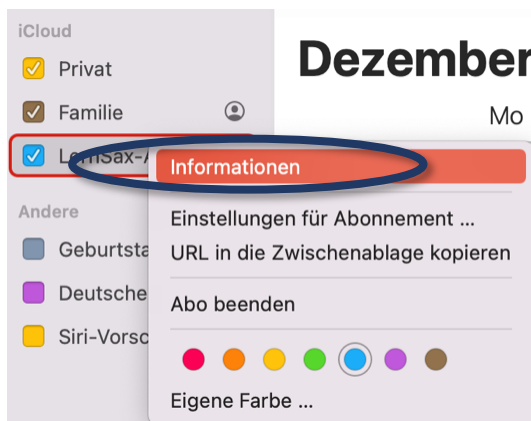 iCloud
Dezember
Privat
Familie
Mo
LernSax-
Informationen
Andere
Einstellungen für Abonnement ...
Geburtsta
URL in die Zwischenablage kopieren
Deutsche
Abo beenden
Siri-Vorsc
Eigene Farbe ...